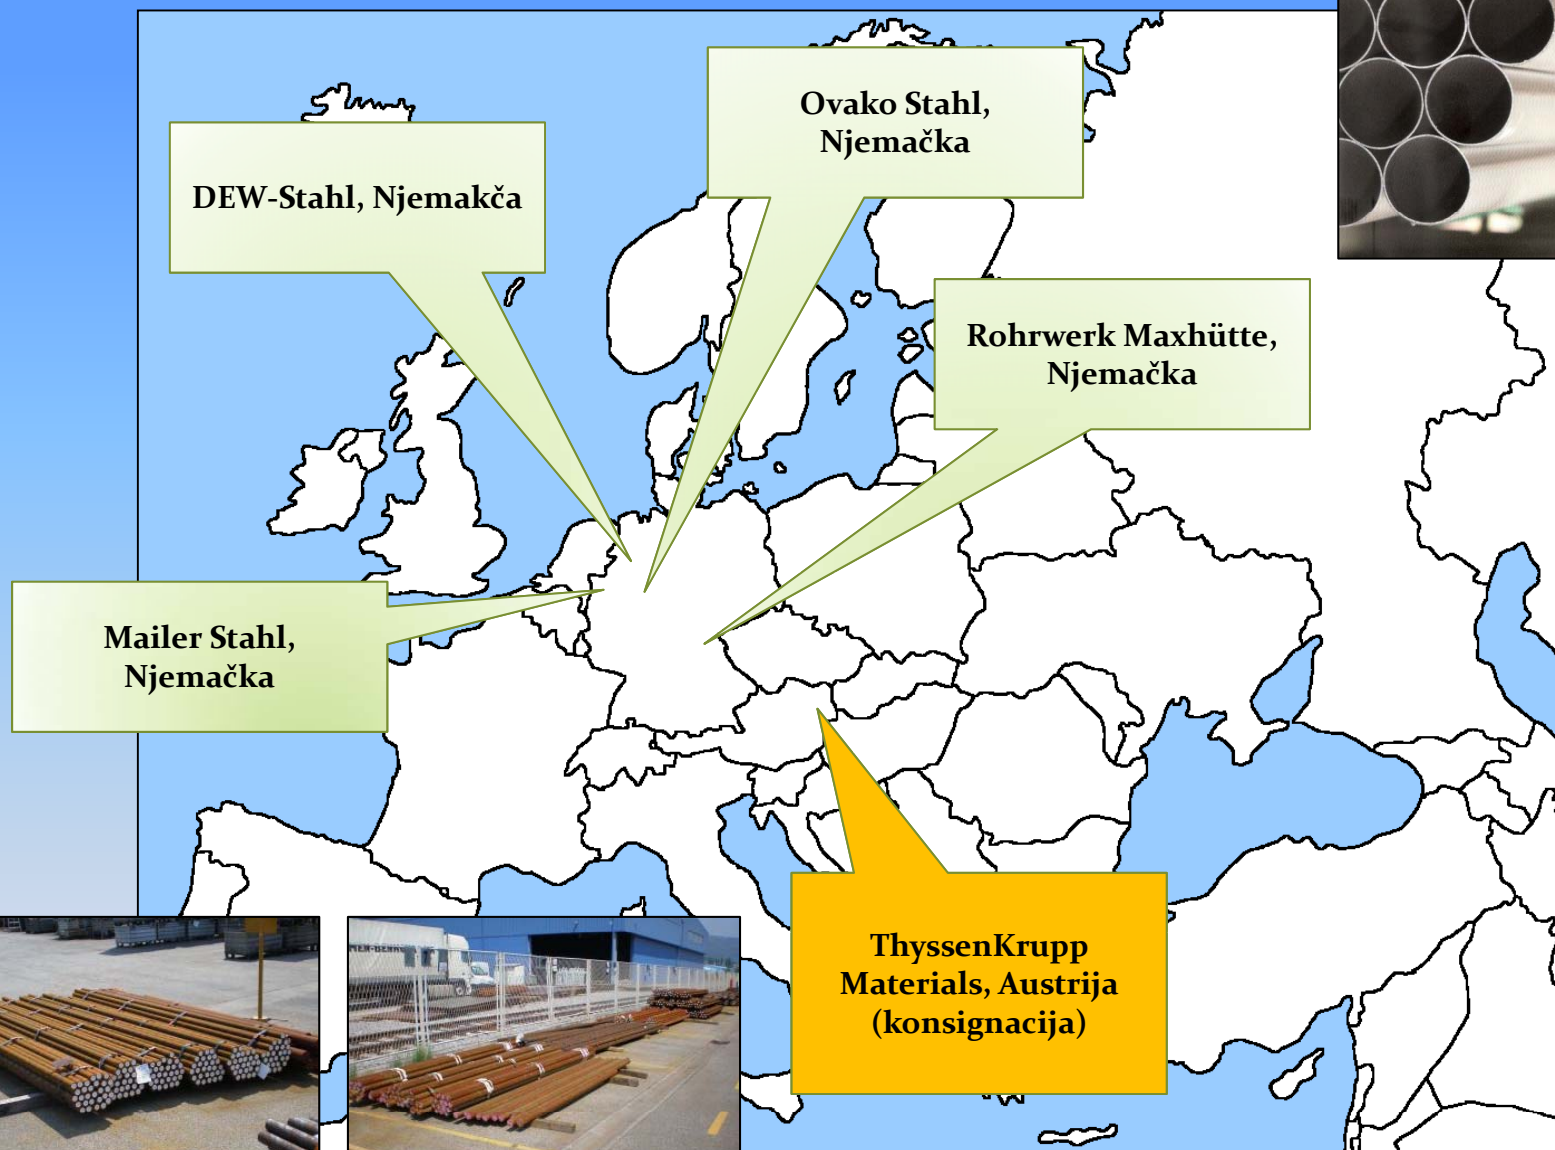 Ovako Stahl,
Njemačka
DEW-Stahl, Njemakča
Rohrwerk Maxhütte,
Njemačka
Mailer Stahl,
Njemačka
ThyssenKrupp
Materials, Austrija
(konsignacija)